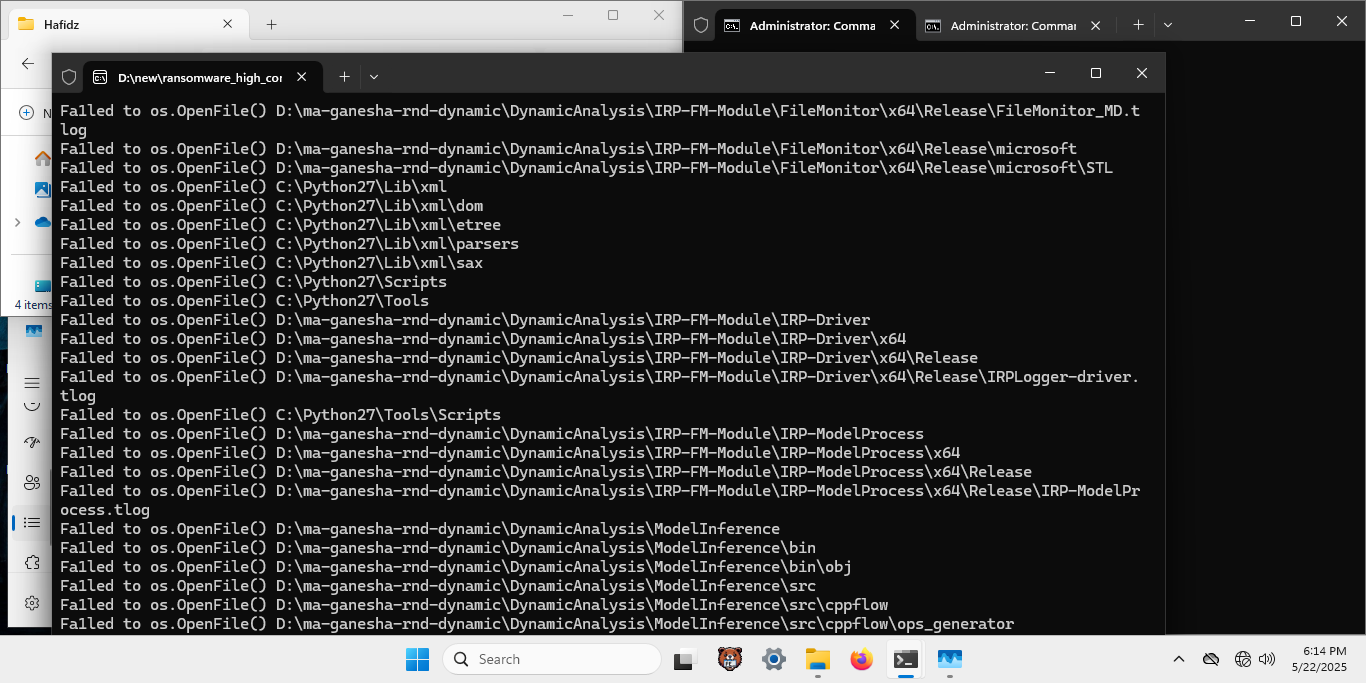 Hafidz
Administrator: Comma
Administrator: Commar
N
4 items
D:\new\ransomware_high_cor
Failed to os.OpenFile() D:\ma-ganesha-rnd-dynamic\DynamicAnalysis\IRP-FM-Module\FileMonitor\x64\Release\FileMonitor_MD.t
log
Failed to os.OpenFile() D:\ma-ganesha-rnd-dynamic\DynamicAnalysis\IRP-FM-Module\FileMonitor\x64\Release\microsoft
Failed to os.OpenFile() D:\ma-ganesha-rnd-dynamic\DynamicAnalysis\IRP-FM-Module\FileMonitor\x64\Release\microsoft\STL
Failed to os.OpenFile() C:\Python27\Lib\xml
Failed to os.OpenFile() C:\Python27\Lib\xml\dom
Failed to os.OpenFile() C:\Python27\Lib\xml\etree
Failed to os.OpenFile() C:\Python27\Lib\xml\parsers
Failed to os.OpenFile() C:\Python27\Lib\xml\sax
Failed to os.OpenFile() C:\Python27\Scripts
Failed to os.OpenFile() C:\Python27\Tools
Failed to os.OpenFile() D:\ma-ganesha-rnd-dynamic\DynamicAnalysis\IRP-FM-Module\IRP-Driver
Failed to os.OpenFile() D:\ma-ganesha-rnd-dynamic\DynamicAnalysis\IRP-FM-Module\IRP-Driver\x64
Failed to os.OpenFile() D:\ma-ganesha-rnd-dynamic\DynamicAnalysis\IRP-FM-Module\IRP-Driver\x64\Release
Failed to os.OpenFile() D:\ma-ganesha-rnd-dynamic\DynamicAnalysis\IRP-FM-Module\IRP-Driver\x64\Release\IRPLogger-driver.
tlog
Failed to os.OpenFile() C:\Python27\Tools\Scripts
Failed to os.OpenFile() D:\ma-ganesha-rnd-dynamic\DynamicAnalysis\IRP-FM-Module\IRP-ModelProcess
Failed to os.OpenFile() D:\ma-ganesha-rnd-dynamic\DynamicAnalysis\IRP-FM-Module\IRP-ModelProcess\x64
Failed to os.OpenFile() D:\ma-ganesha-rnd-dynamic\DynamicAnalysis\IRP-FM-Module\IRP-ModelProcess\x64\Release
Failed to os.OpenFile() D:\ma-ganesha-rnd-dynamic\DynamicAnalysis\IRP-FM-Module\IRP-ModelProcess\x64\Release\IRP-ModelPr
ocess.tlog
Failed to os.OpenFile() D:\ma-ganesha-rnd-dynamic\DynamicAnalysis\ModelInference
Failed to os.OpenFile() D:\ma-ganesha-rnd-dynamic\DynamicAnalysis\ModelInference\bin
Failed to os.OpenFile() D:\ma-ganesha-rnd-dynamic\DynamicAnalysis\ModelInference\bin\obj
Failed to os.OpenFile() D:\ma-ganesha-rnd-dynamic\DynamicAnalysis\ModelInference\src
Failed to os.OpenFile() D:\ma-ganesha-rnd-dynamic\DynamicAnalysis\ModelInference\src\cppflow
Failed to os.OpenFile() D:\ma-ganesha-rnd-dynamic\DynamicAnalysis\ModelInference\src\cppflow\ops_generator
Search
6:14 PM
5/22/2025